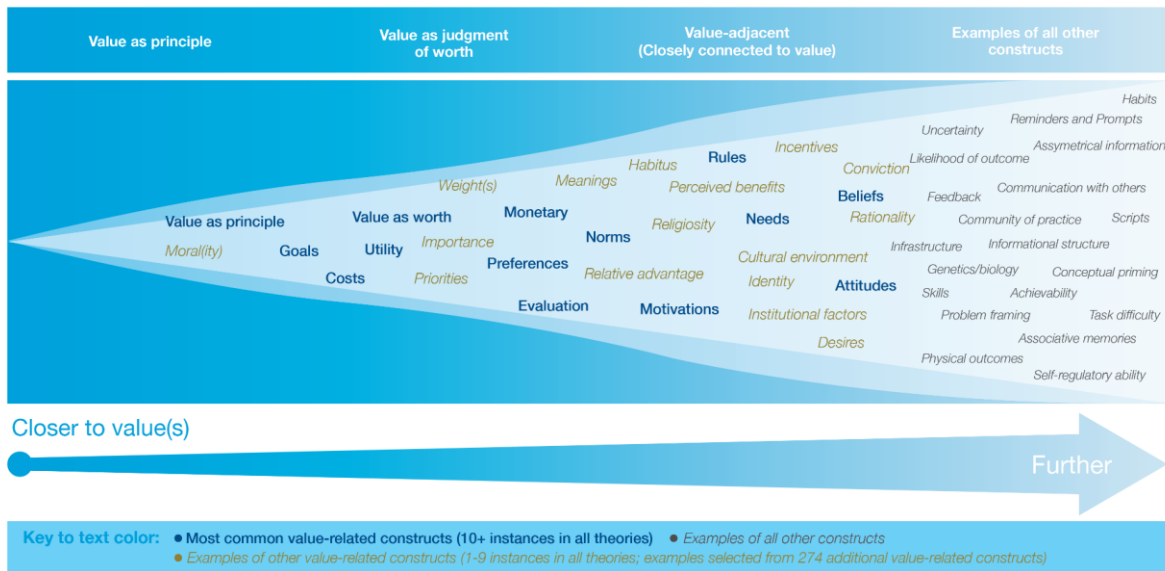 Value as principle
Value as judgment
of worth
Value-adjacent
(Closely connected to value)
Examples of all other
constructs
Habits
Reminders and Prompts
Uncertainty
Incentives
Assymetrical information
Rules
Likelihood of outcome
Habitus
Conviction
Meanings
Weight(s)
Perceived benefits
Communication with others
Beliefs
Feedback
Monetary
Value as principle
Value as worth
Religiosity
Needs
Rationality
Community of practice
Scripts
Norms
Importance
Moral(ity)
Goals
Utility
Infrastructure
Informational structure
Cultural environment
Preferences
Genetics/biology
Conceptual priming
Costs
Priorities
Relative advantage
Identity
Attitudes
Skills
Achievability
Evaluation
Motivations
Institutional factors
Problem framing
Task difficulty
Desires
Associative memories
Physical outcomes
Self-regulatory ability
Closer to value(s)
Further
Key to text color: ● Most common value-related constructs (10+ instances in all theories) ● Examples of all other constructs
● Examples of other value-related constructs (1-9 instances in all theories; examples selected from 274 additional value-related constructs)